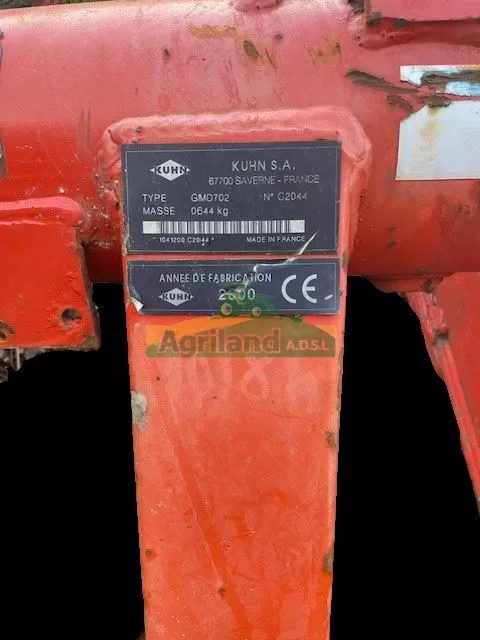 KUHN
KUHN S.A.
67700 SAVERNE - FRANCE
TYPE GMD702 N° C2044
MASSE 0644 kg
1041200 C2044 MADE IN FRANCE
ANNEE DE FABRICATION
KUHN CE
Agriland A.D.S.L